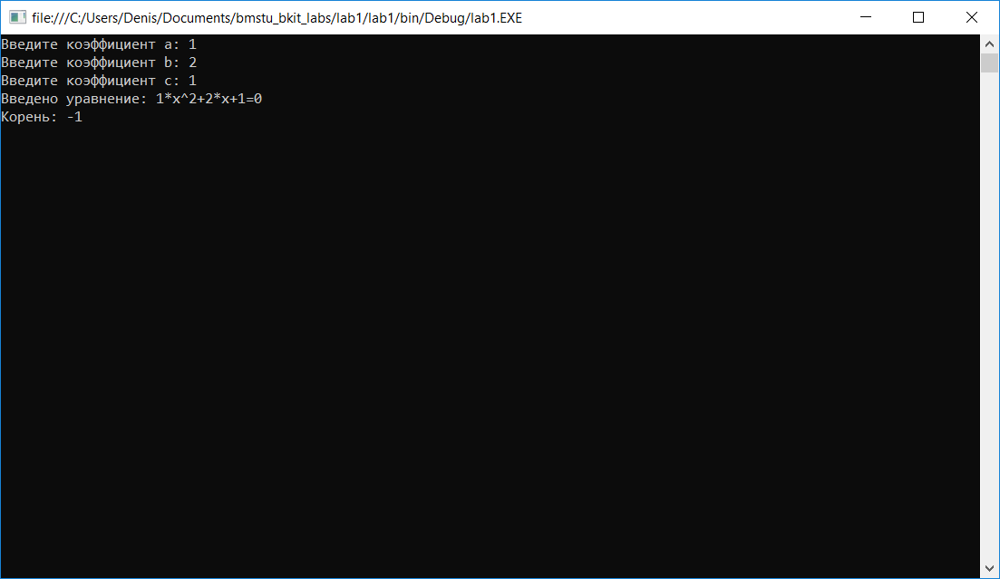 file:///C:/Users/Denis/Documents/bmstu_bkit_labs/lab1/lab1/bin/Debug/lab1.EXE
Введите коэффициент a: 1
Введите коэффициент b: 2
Введите коэффициент c: 1
Введено уравнение: 1*x^2+2*x+1=0
Корень: -1